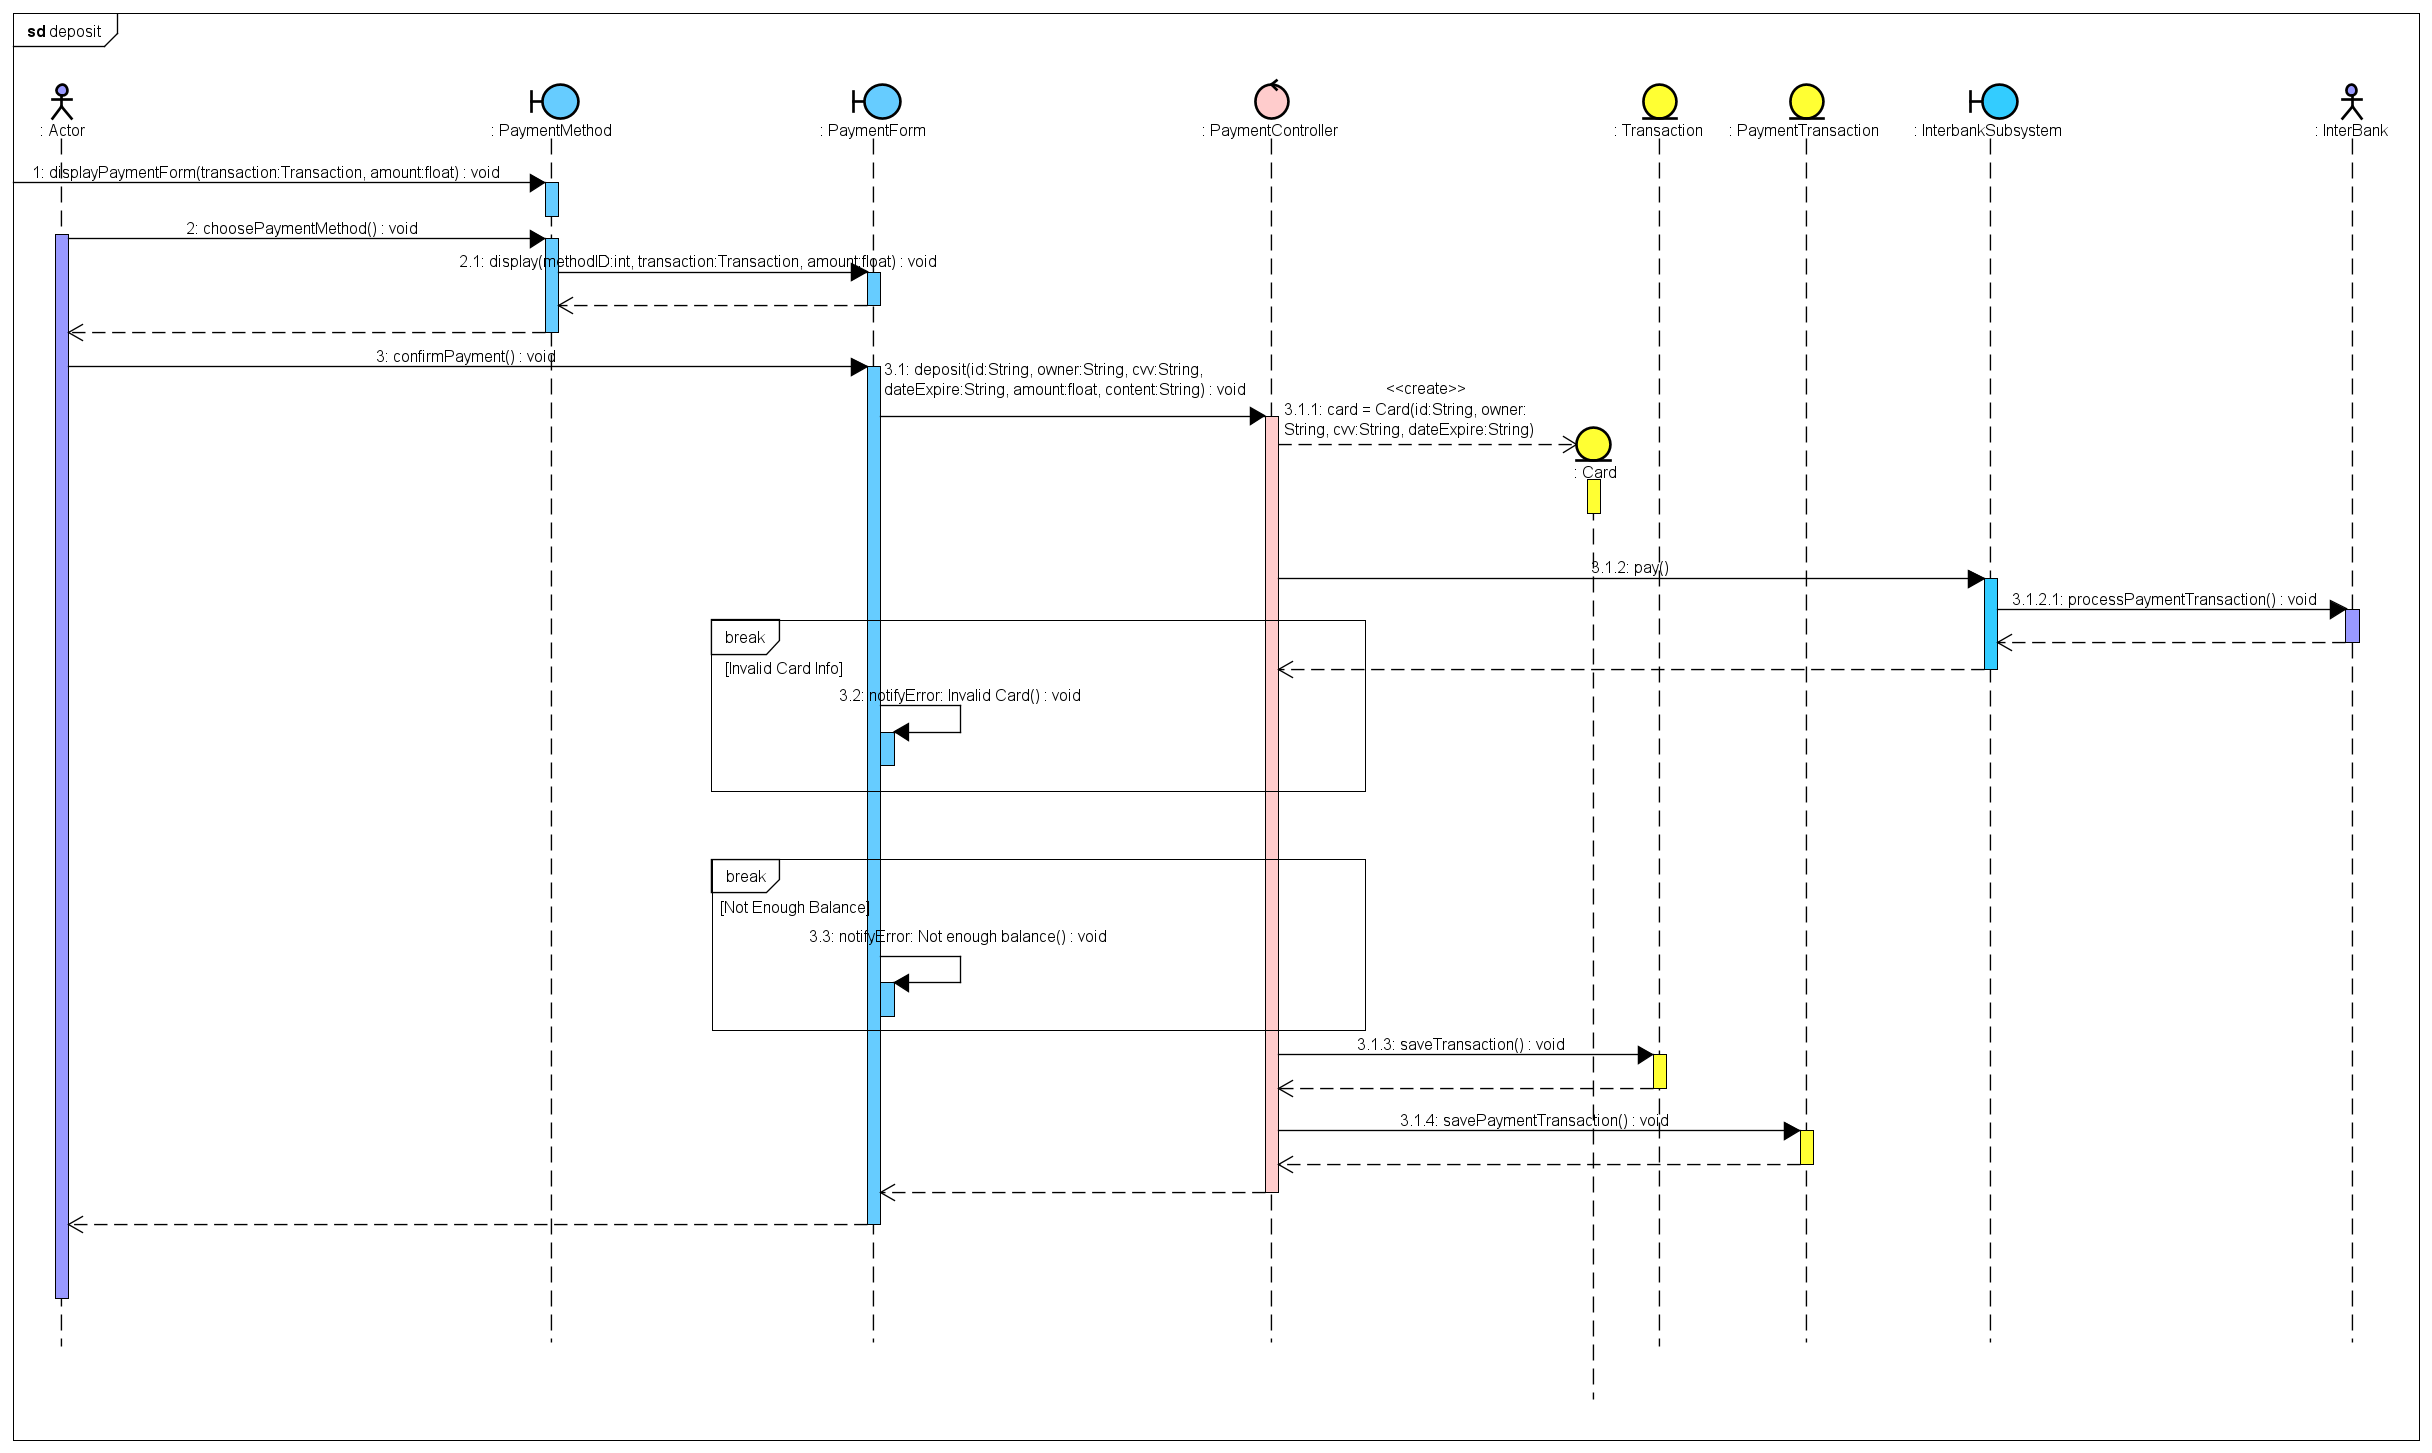 sd deposit
: Actor
: PaymentMethod
: PaymentForm
: PaymentController
: Transaction
: PaymentTransaction
: InterbankSubsystem
: InterBank
1: displayPaymentForm(transaction:Transaction, amount:float) : void
2: choosePaymentMethod() : void
2.1: display(methodID:int, transaction:Transaction, amount:float) : void
3: confirmPayment() : void
3.1: deposit(id:String, owner:String, cvv:String,
dateExpire:String, amount:float, content:String) : void
<<create>>
3.1.1: card = Card(id:String, owner:
String, cvv:String, dateExpire:String)
: Card
3.1.2: pay()
3.1.2.1: processPaymentTransaction() : void
break
[Invalid Card Info]
3.2: notifyError: Invalid Card() : void
break
[Not Enough Balance]
3.3: notifyError: Not enough balance() : void
3.1.3: saveTransaction() : void
3.1.4: savePaymentTransaction() : void